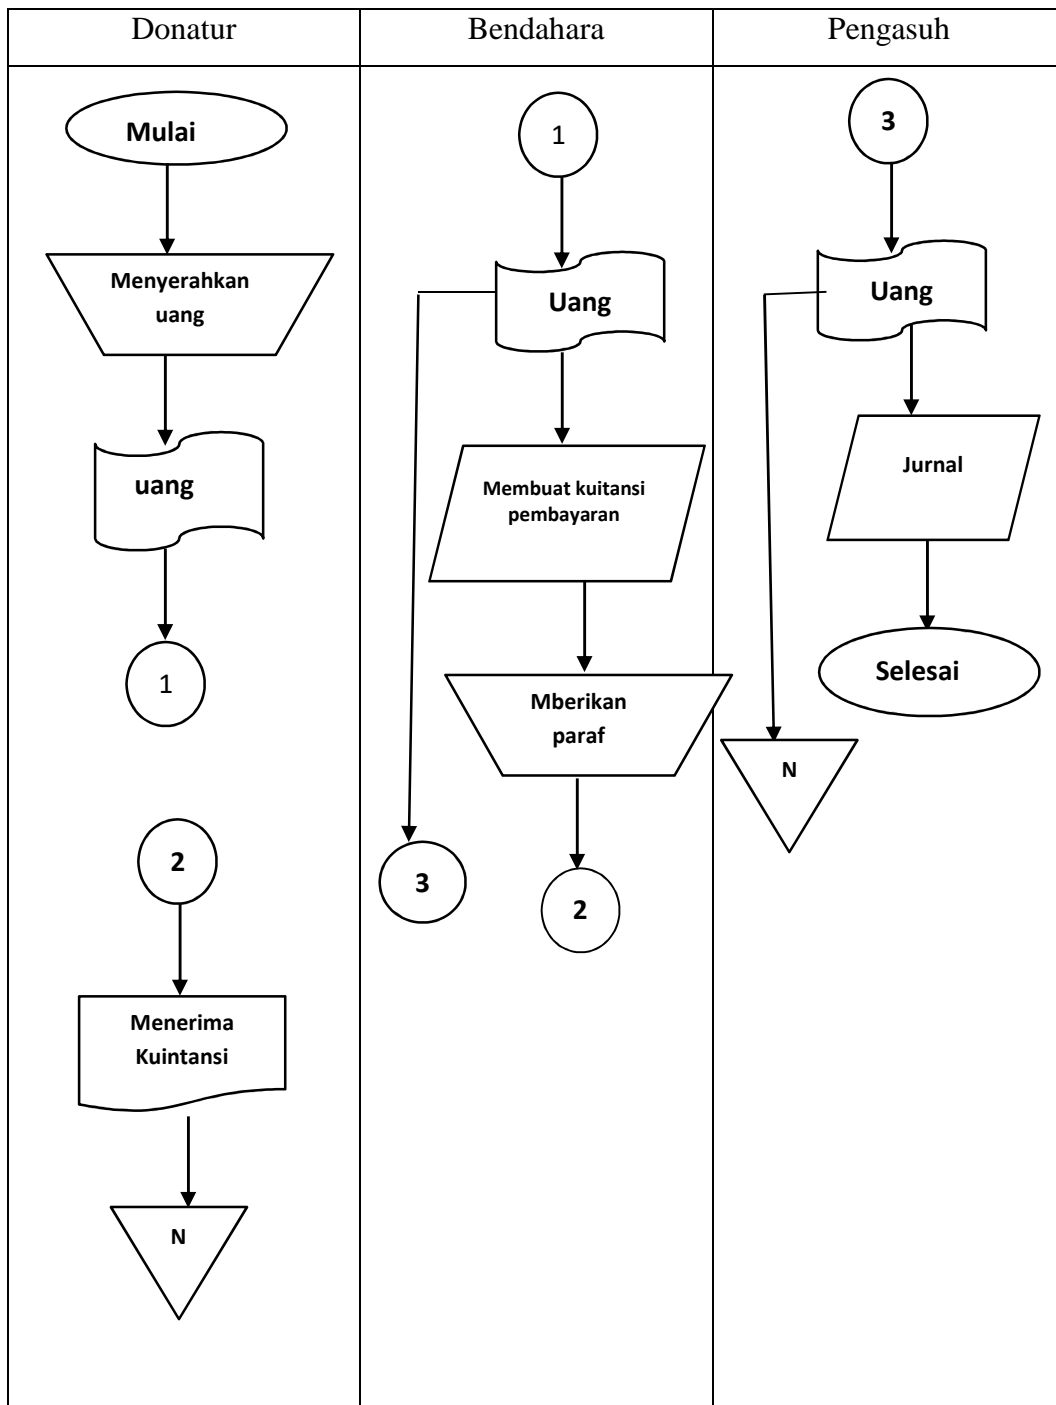 Donatur
Bendahara
Pengasuh
Mulai
Menyerahkan
uang
uang
1
2
Menerima
Kuintansi
N
1
Uang
Membuat kuitansi
pembayaran
Mberikan
paraf
3
2
3
Uang
Jurnal
Selesai
N